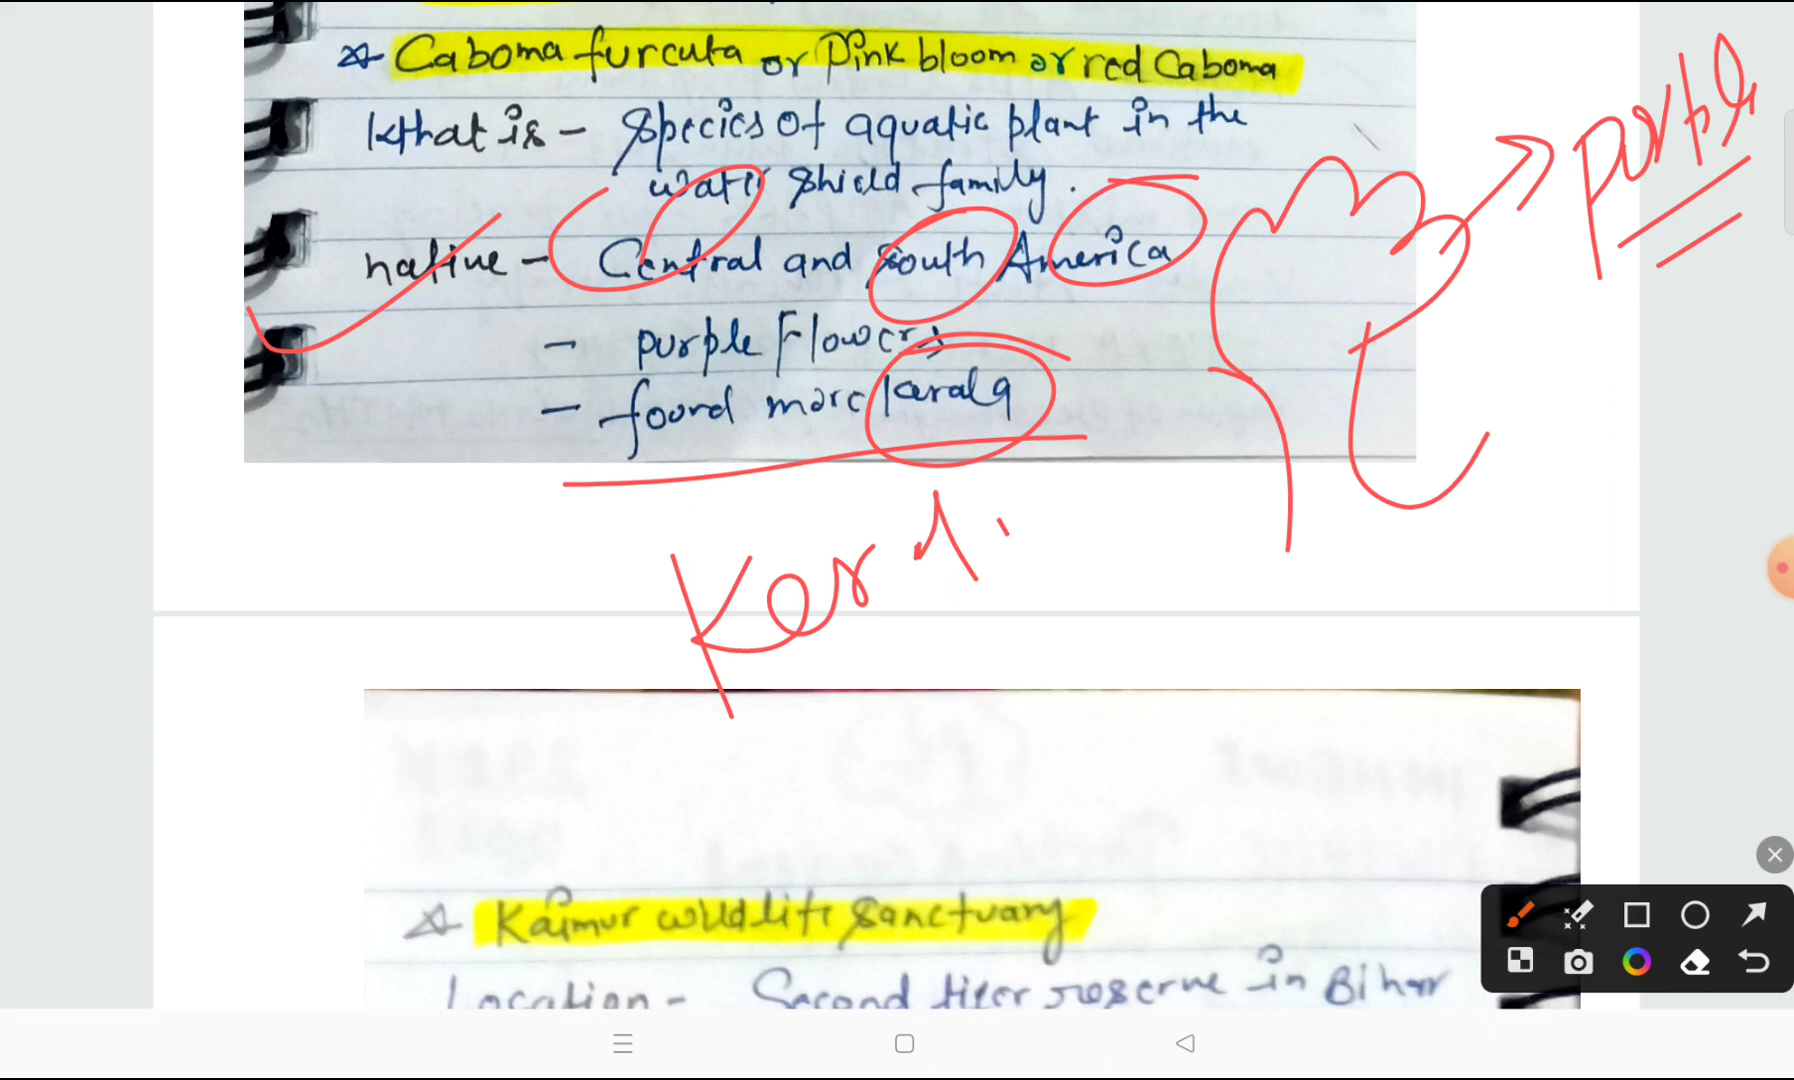 Caboma furcuta or Pink bloom or red Caboma
What is - Species of aquatic plant in the
water shield family.
native - Central and South America
- purple Flowers
- found more kerala
purple
Ker
Kaimur wildlife Sanctuary
Location - Second tiger reserve in Bihar